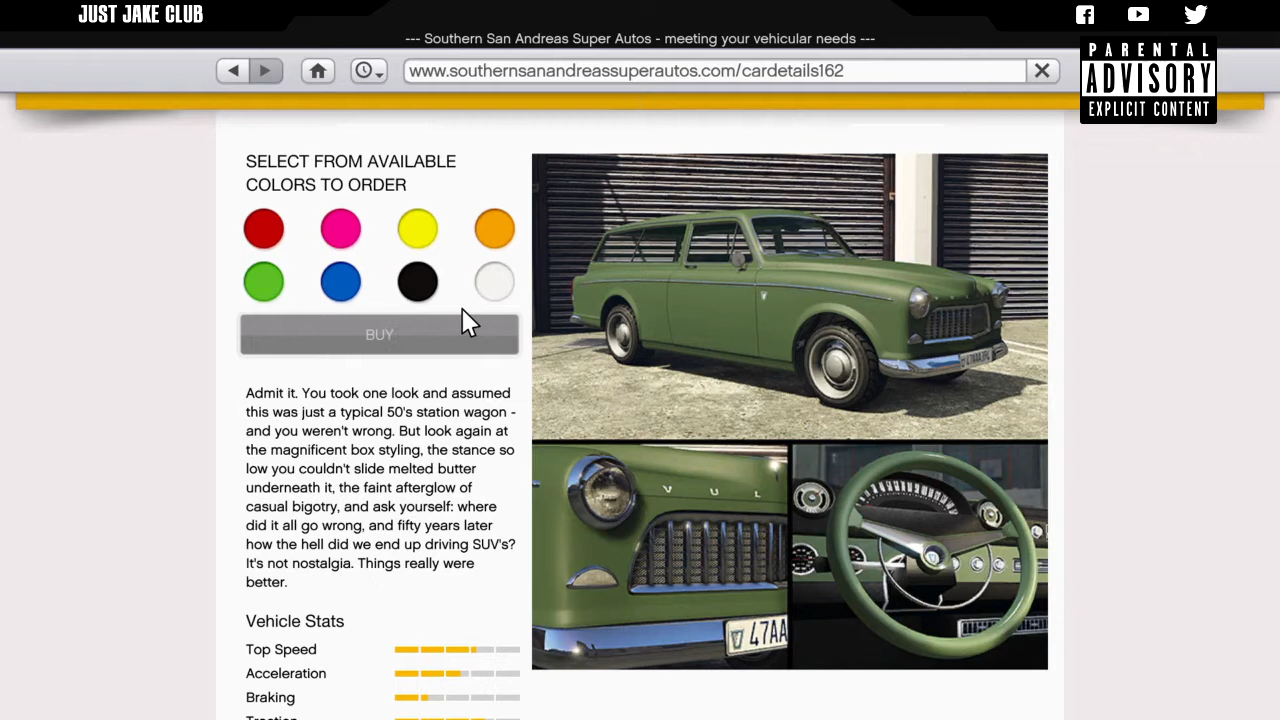 JUST JAKE CLUB
--- Southern San Andreas Super Autos - meeting your vehicular needs ---
www.southernsanandreassuperautos.com/cardetails162
PARENTAL
ADVISORY
EXPLICIT CONTENT
SELECT FROM AVAILABLE
COLORS TO ORDER
BUY
Admit it. You took one look and assumed
this was just a typical 50's station wagon -
and you weren't wrong. But look again at
the magnificent box styling, the stance so
low you couldn't slide melted butter
underneath it, the faint afterglow of
casual bigotry, and ask yourself: where
did it all go wrong, and fifty years later
how the hell did we end up driving SUV's?
It's not nostalgia. Things really were
better.
Vehicle Stats
Top Speed
Acceleration
Braking
Traction
V U L
47AA